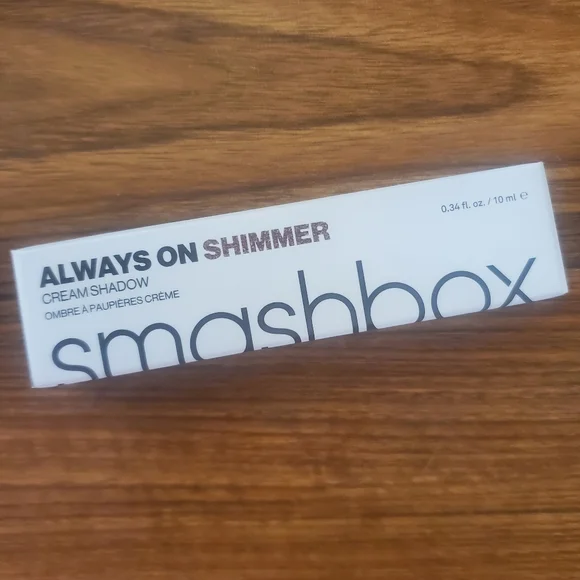 ALWAYS ON SHIMMER
CREAM SHADOW
OMBRE À PAUPIÈRES CRÈME
0.34 fl. oz. / 10 ml ℮
smashbox